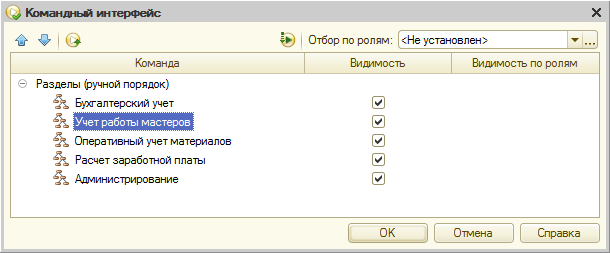 Командный интерфейс
Отбор по ролям: <Не установлен>
Команда Видимость Видимость по ролям
Разделы (ручной порядок)
Бухгалтерский учет
Учет работы мастеров
Оперативный учет материалов
Расчет заработной платы
Администрирование
ОК Отмена Справка